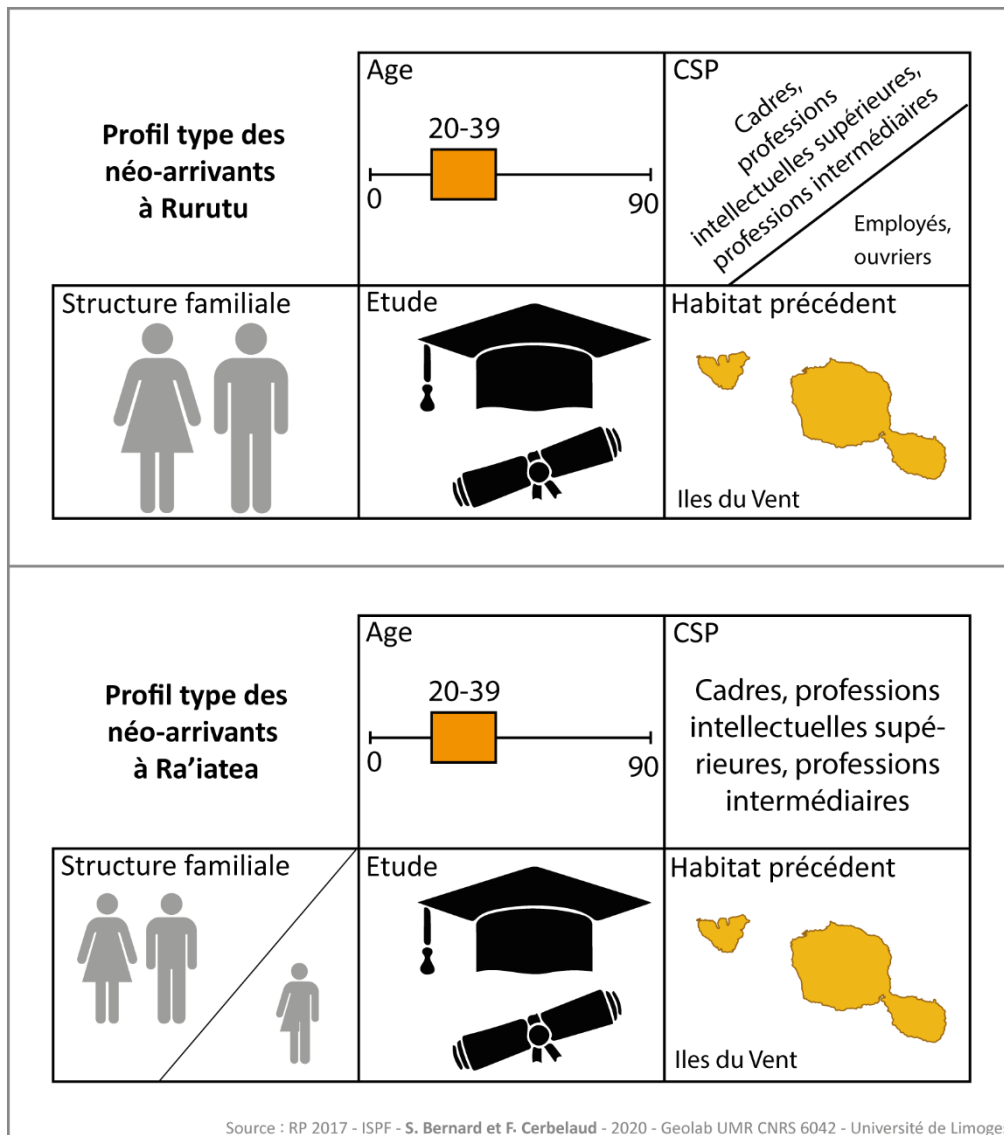 Profil type des
néo-arrivants
à Rurutu
Age
20-39
0
90
CSP
Cadres,
professions
intellectuelles supérieures,
professions intermédiaires
Employés,
ouvriers
Structure familiale
Etude
Habitat précédent
Iles du Vent
Profil type des
néo-arrivants
à Ra'iatea
Age
20-39
0
90
CSP
Cadres, professions
intellectuelles supé-
rieures, professions
intermédiaires
Structure familiale
Etude
Habitat précédent
Iles du Vent
Source : RP 2017 - ISPF - S. Bernard et F. Cerbelaud - 2020 - Geolab UMR CNRS 6042 - Université de Limoge